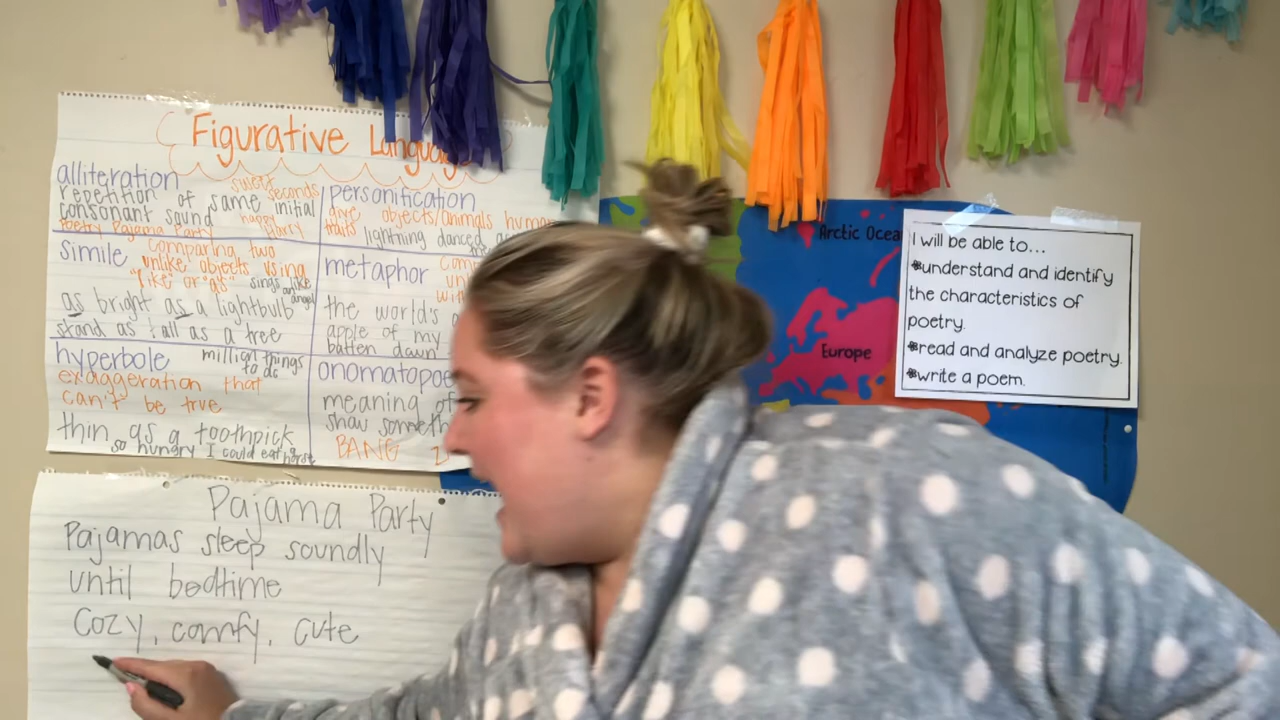 Figurative Language
alliteration
repetition of same initial
consonant sound
sweet seconds
happy
Party
Poetry Pajama Party
personification
give objects/animals human
traits
lightning danced a
simile
comparing two
unlike objects using
"like or "as"
sings like
angel
as bright as a lightbulb
stand as tall as a tree
metaphor
the world's a
apple of my
batten down
hyperbole
million things
to do
exaggeration that
can't be true
thin as a toothpick
so hungry I could eat a horse
onomatopoe
meaning of
show someth
BANG
Pajama Party
Pajamas sleep soundly
until bedtime
Cozy, comfy, cute
Arctic Ocea
Europe
I will be able to...
*understand and identify
the characteristics of
poetry.
*read and analyze poetry.
*write a poem.